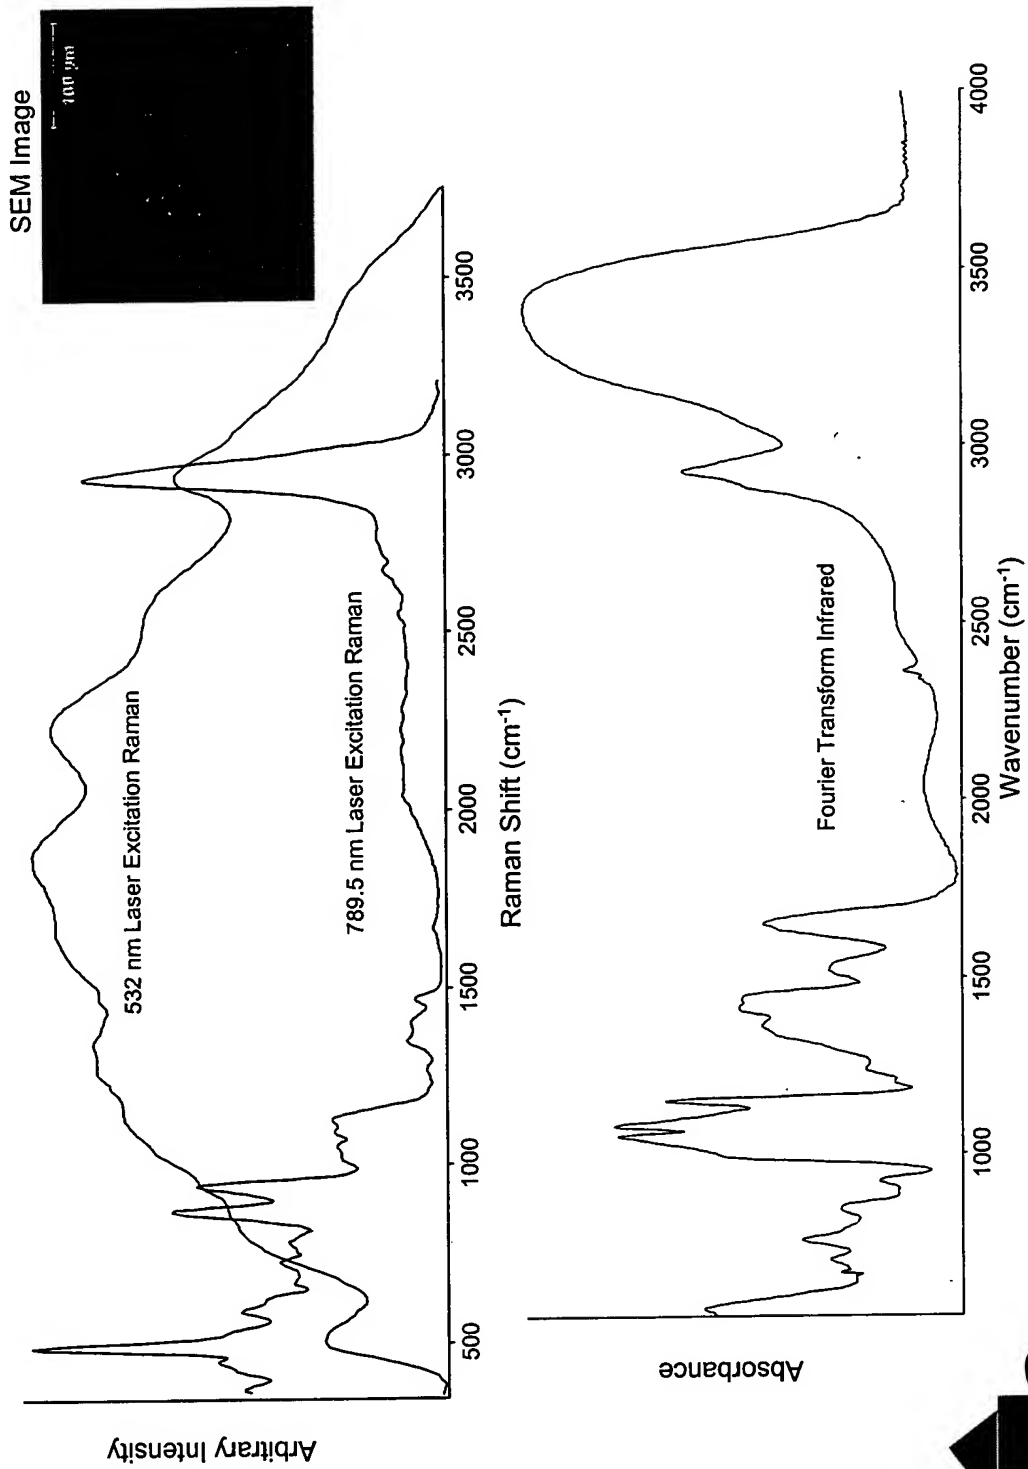 SEM Image
100 µm
532 nm Laser Excitation Raman
789.5 nm Laser Excitation Raman
Arbitrary Intensity
500 1000 1500 2000 2500 3000 3500
Raman Shift (cm⁻¹)
Fourier Transform Infrared
Absorbance
500 1000 1500 2000 2500 3000 3500 4000
Wavenumber (cm⁻¹)